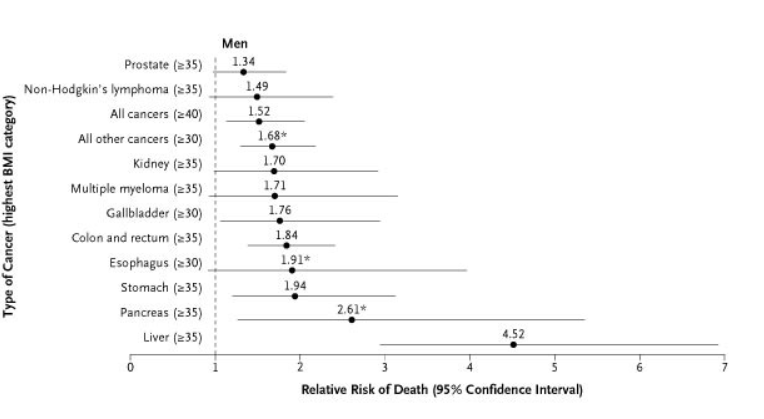 Men
Prostate (≥35) 1.34
Non-Hodgkin's lymphoma (≥35) 1.49
All cancers (≥40) 1.52
All other cancers (≥30) 1.68*
Kidney (≥35) 1.70
Multiple myeloma (≥35) 1.71
Gallbladder (≥30) 1.76
Colon and rectum (≥35) 1.84
Esophagus (≥30) 1.91*
Stomach (≥35) 1.94
Pancreas (≥35) 2.61*
Liver (≥35) 4.52
0 1 2 3 4 5 6 7
Relative Risk of Death (95% Confidence Interval)
Type of Cancer (highest BMI category)